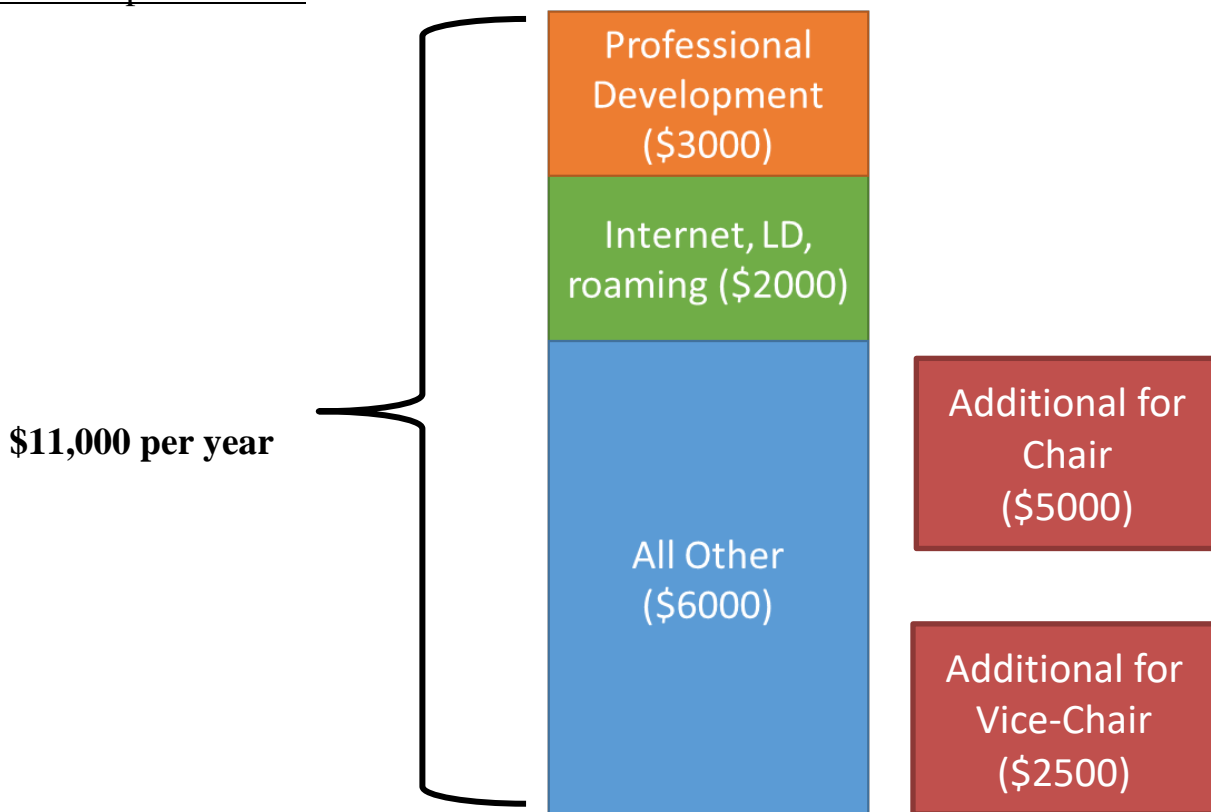 Professional
Development
($3000)
Internet, LD,
roaming ($2000)
$11,000 per year
All Other
($6000)
Additional for
Chair
($5000)
Additional for
Vice-Chair
($2500)